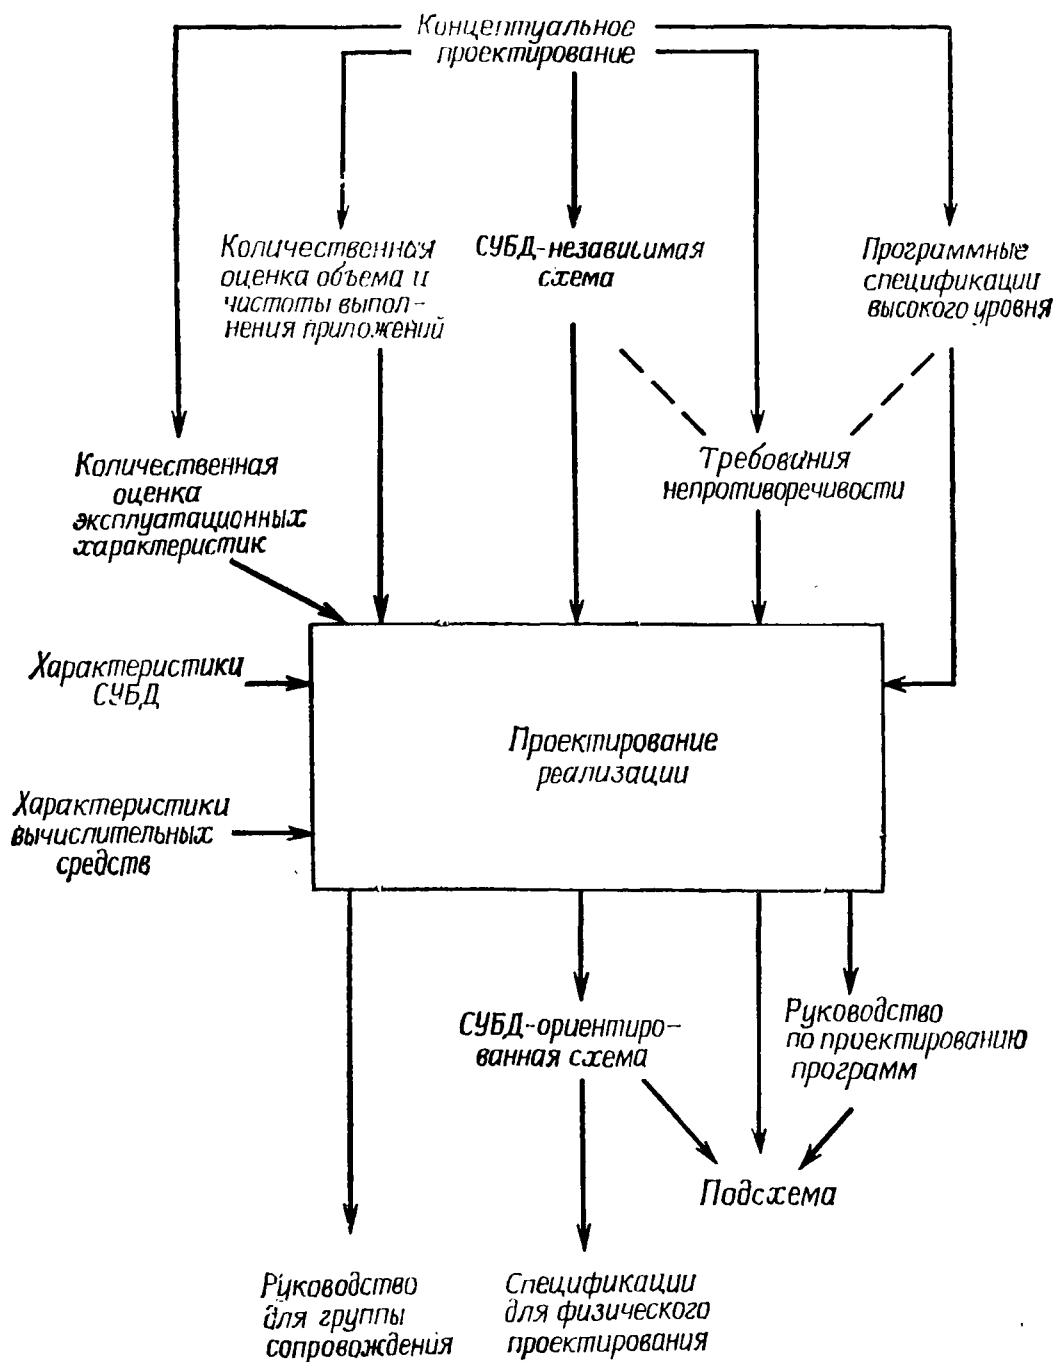 Концептуальное
проектирование
Количественная
оценка объема и
частоты выпол-
нения приложений
СУБД-независимая
схема
Программные
спецификации
высокого уровня
Количественная
оценка
эксплуатационных
характеристик
Требования
непротиворечивости
Характеристики
СУБД
Проектирование
реализации
Характеристики
вычислительных
средств
СУБД-ориентиро-
ванная схема
Руководство
по проектированию
программ
Подсхема
Руководство
для группы
сопровождения
Спецификации
для физического
проектирования